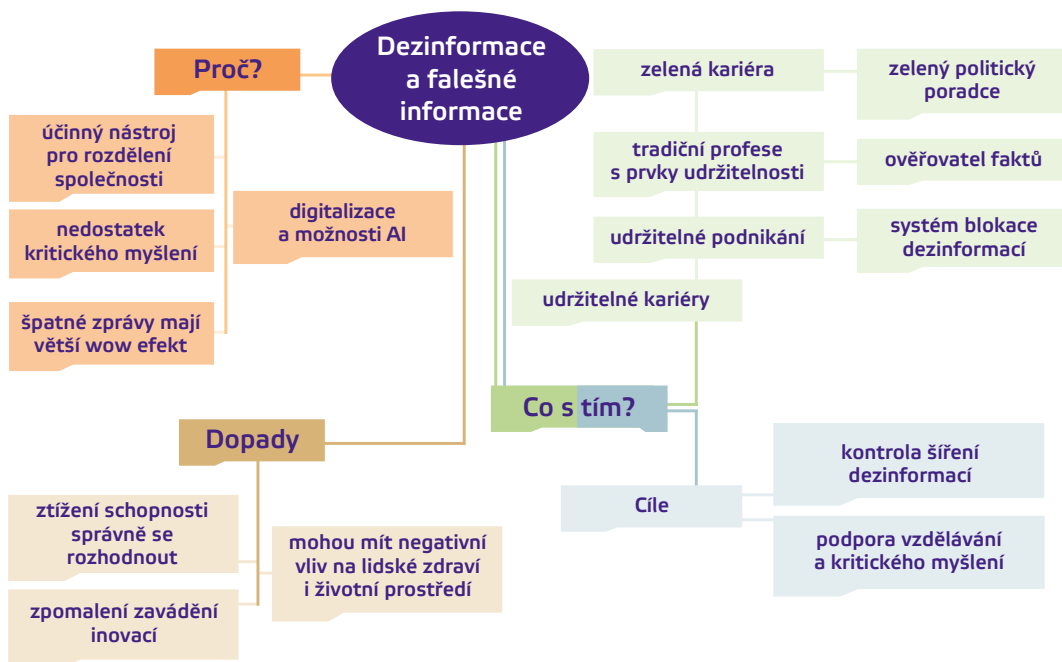 Dezinformace
a falešné
informace
Proč?
účinný nástroj
pro rozdělení
společnosti
nedostatek
kritického myšlení
špatné zprávy mají
větší wow efekt
digitalizace
a možnosti AI
zelená kariéra
zelený politický
poradce
tradiční profese
s prvky udržitelnosti
ověřovatel faktů
udržitelné podnikání
systém blokace
dezinformací
udržitelné kariéry
Co s tím?
Cíle
kontrola šíření
dezinformací
podpora vzdělávání
a kritického myšlení
Dopady
ztížení schopnosti
správně se
rozhodnout
zpomalení zavádění
inovací
mohou mít negativní
vliv na lidské zdraví
i životní prostředí